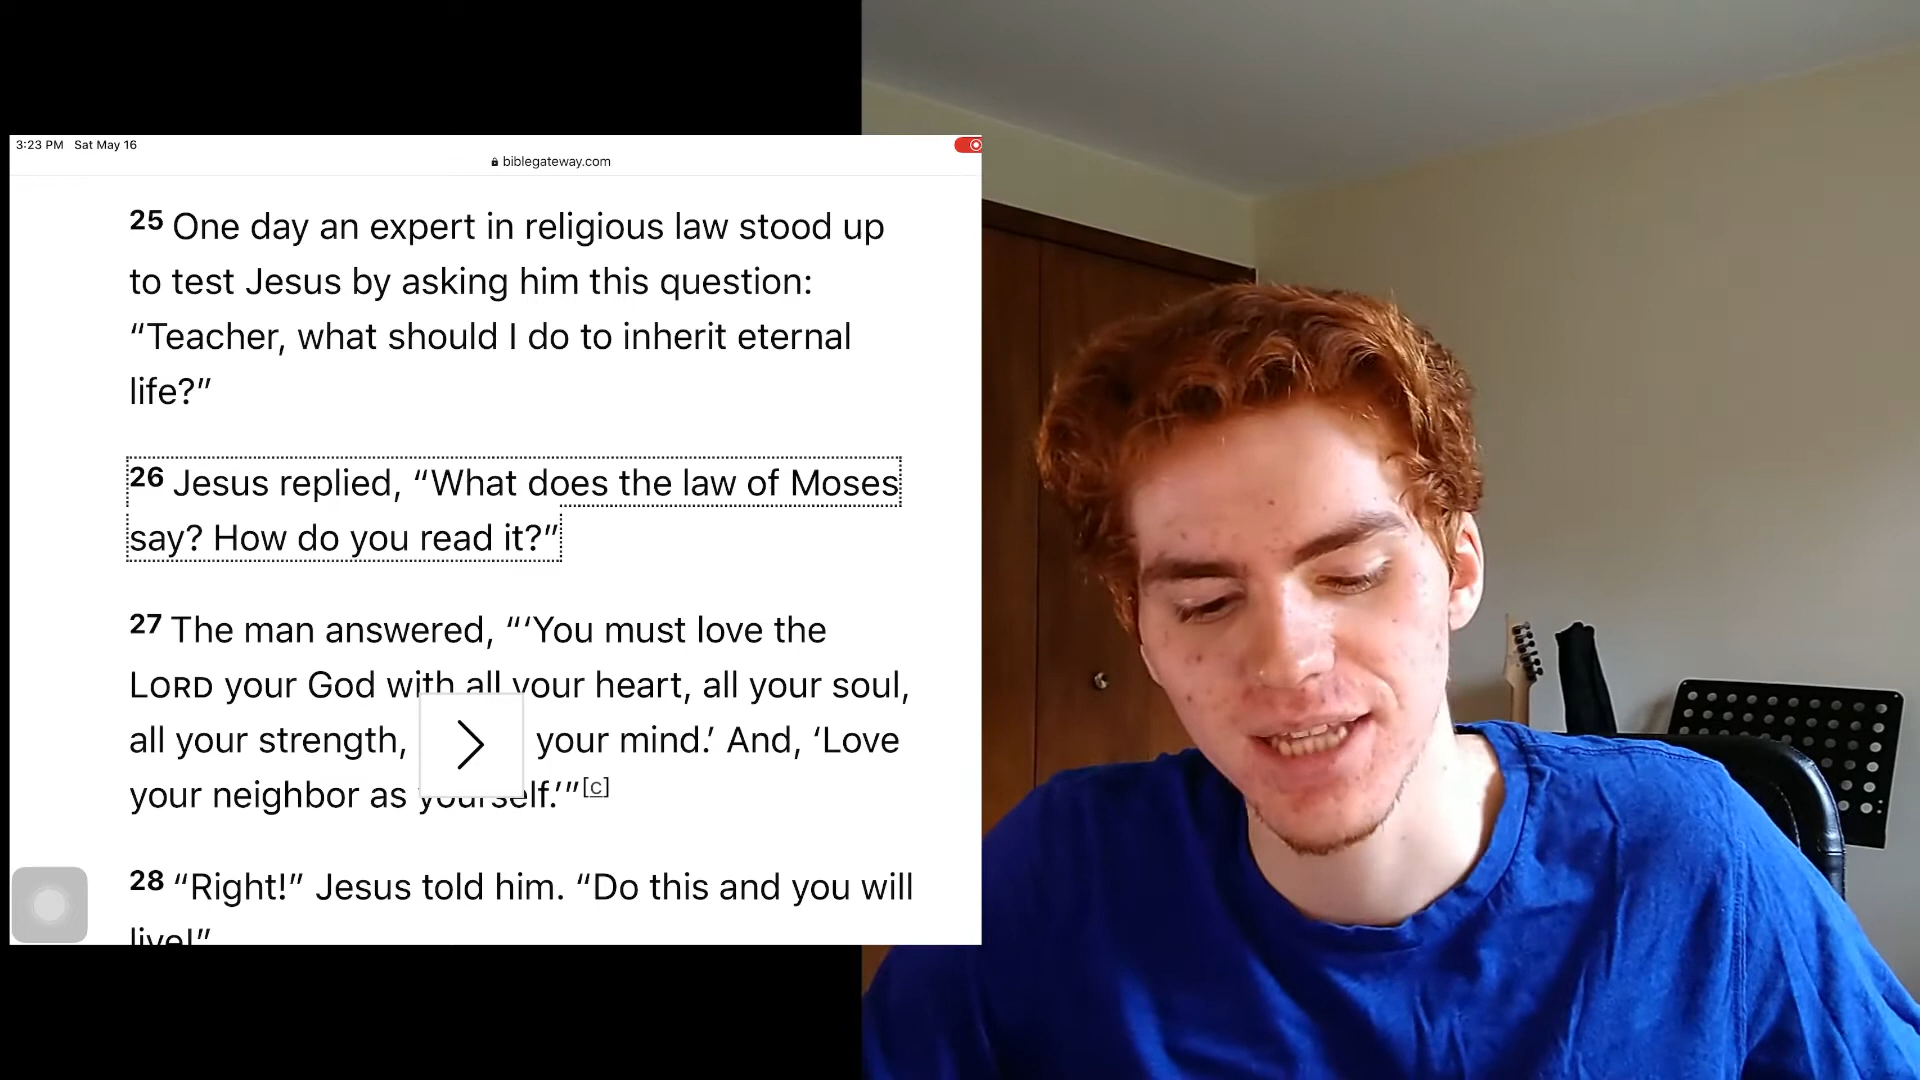 3:23 PM Sat May 16
biblegateway.com
25 One day an expert in religious law stood up
to test Jesus by asking him this question:
“Teacher, what should I do to inherit eternal
life?”
26 Jesus replied, “What does the law of Moses
say? How do you read it?”
27 The man answered, “‘You must love the
LORD your God with all your heart, all your soul,
all your strength, your mind.’ And, ‘Love
your neighbor as yourself.’”[c]
28 “Right!” Jesus told him. “Do this and you will
live!”